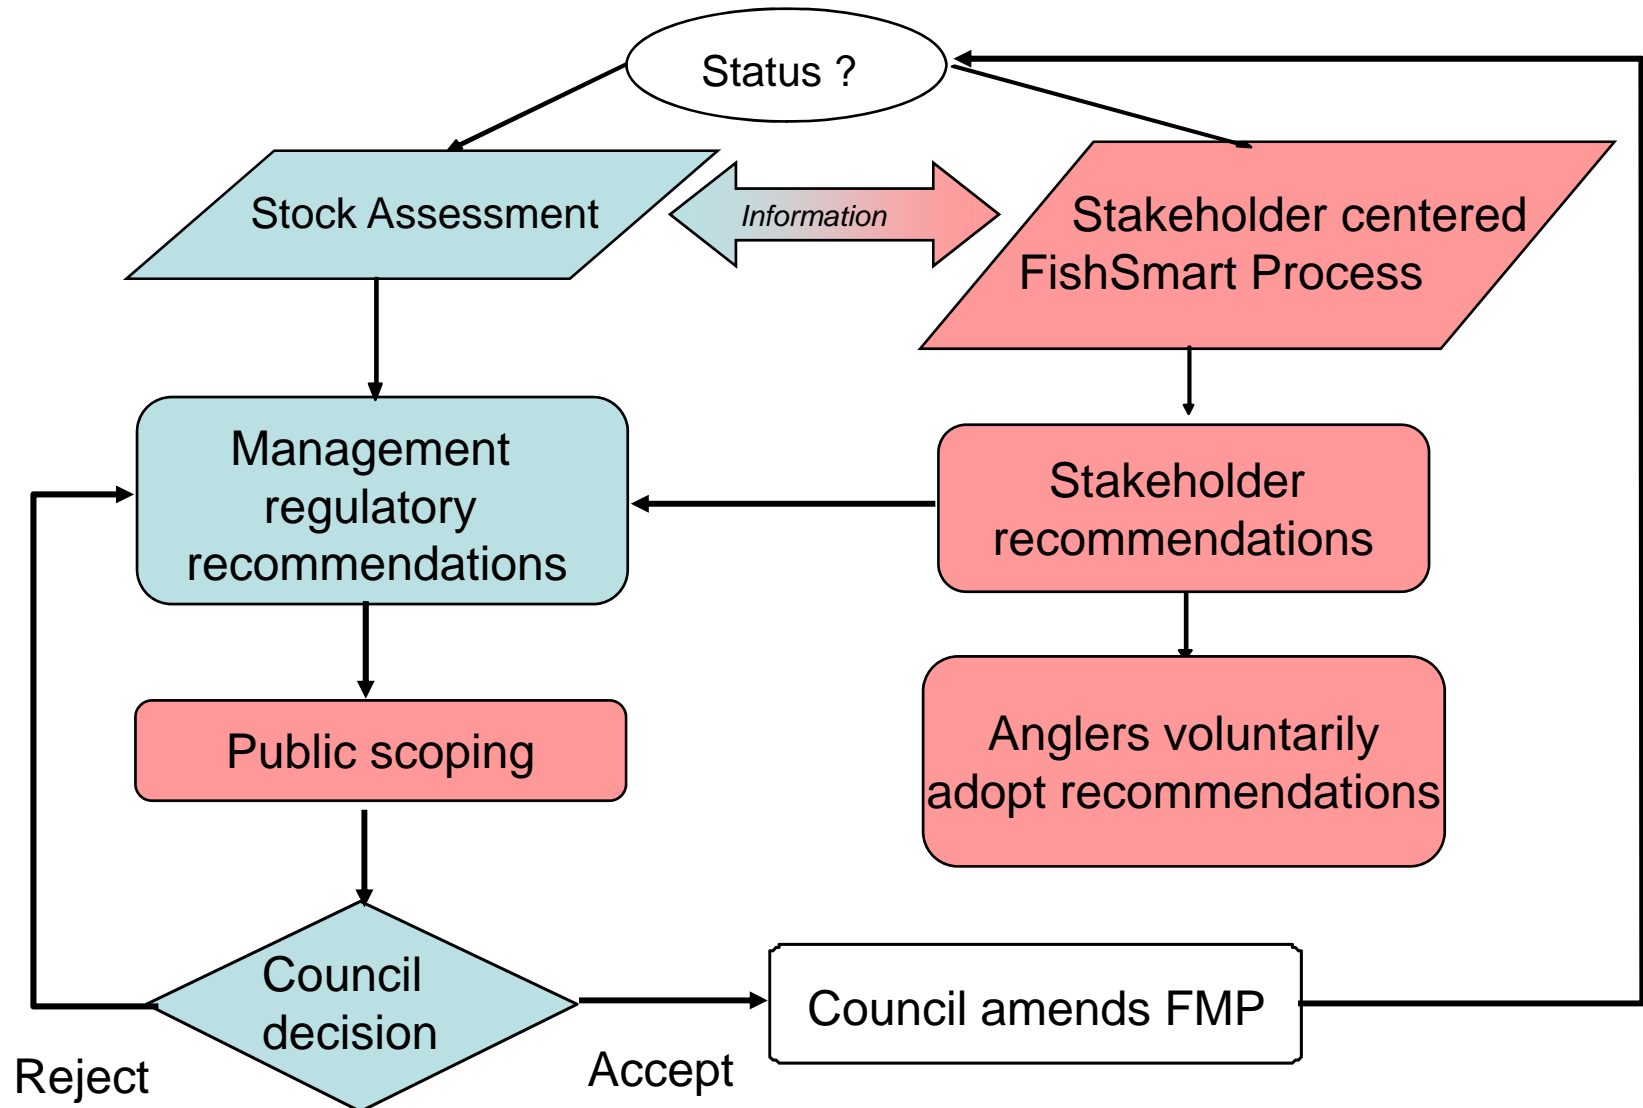 Status ?
Stock Assessment
Information
Stakeholder centered
FishSmart Process
Management
regulatory
recommendations
Stakeholder
recommendations
Public scoping
Anglers voluntarily
adopt recommendations
Council
decision
Council amends FMP
Reject
Accept